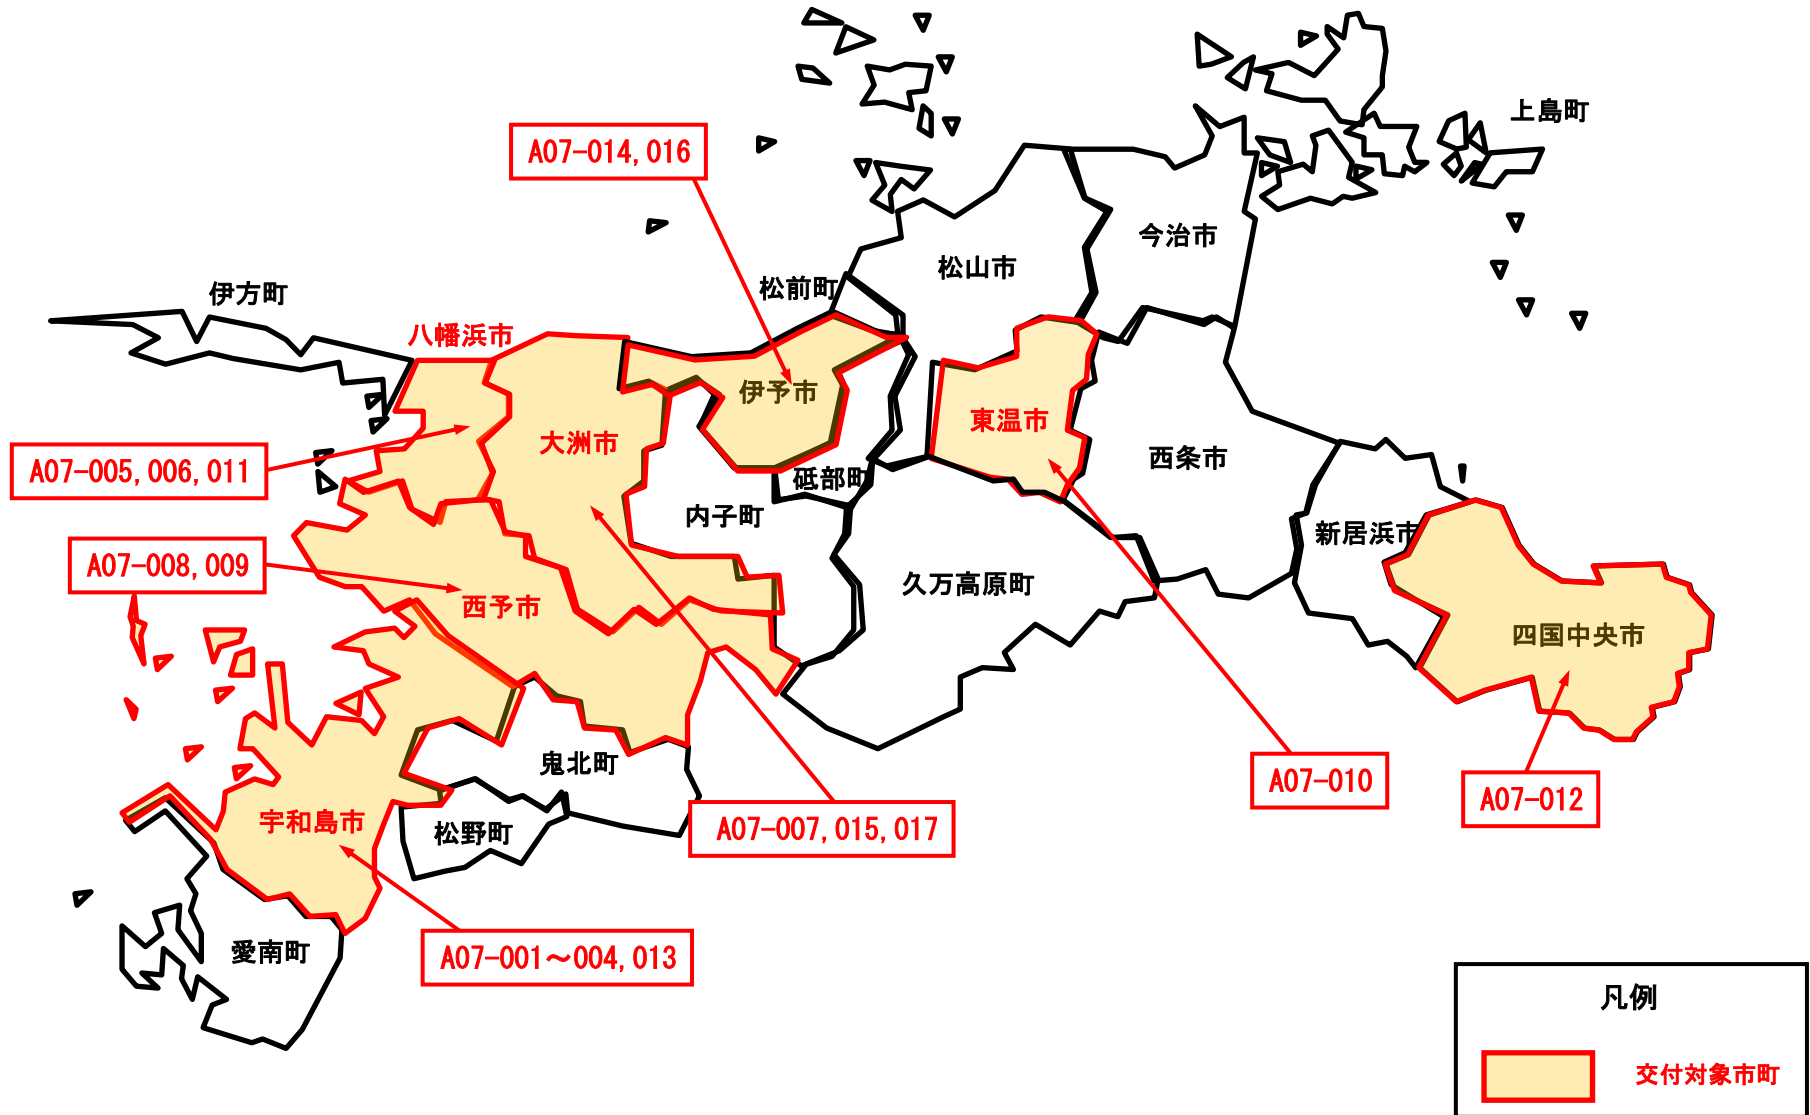 上島町
A07-014,016
今治市
松山市
松前町
伊方町
八幡浜市
伊予市
東温市
大洲市
西条市
A07-005,006,011
砥部町
内子町
新居浜市
A07-008,009
久万高原町
西予市
四国中央市
鬼北町
A07-010
A07-012
宇和島市
松野町
A07-007,015,017
愛南町
A07-001~004,013
凡例
交付対象市町